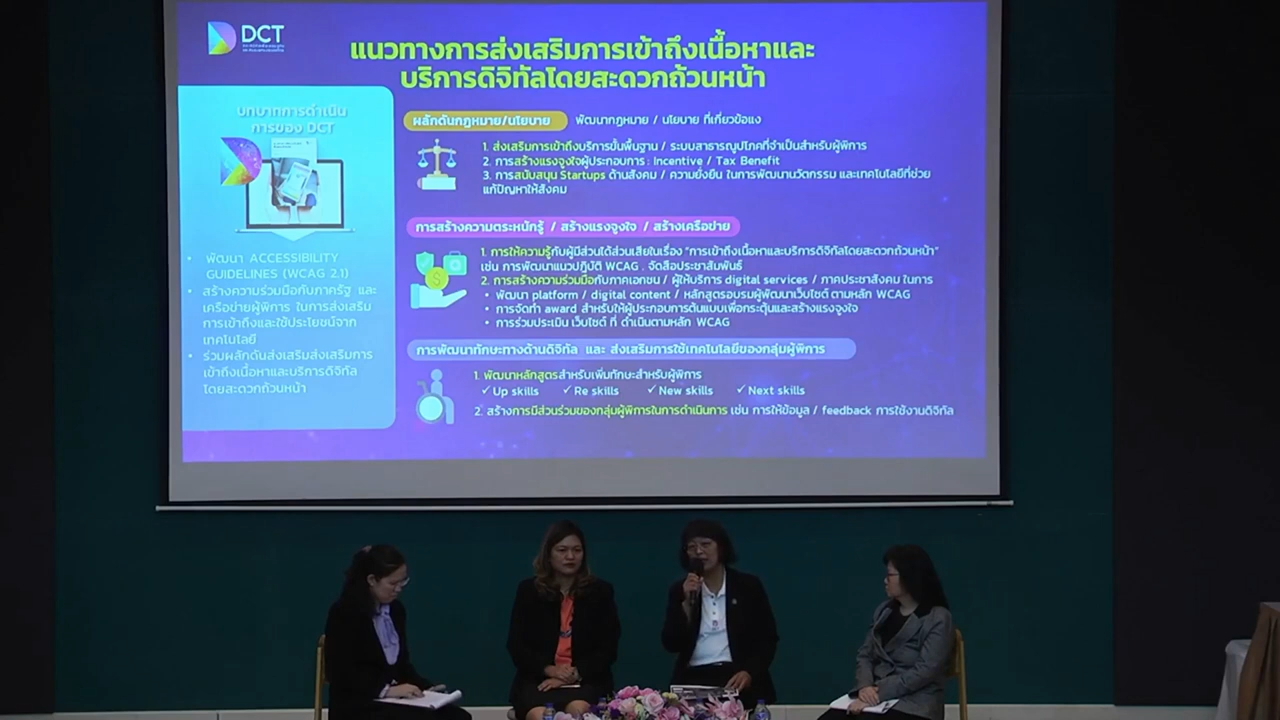 DCT
แนวทางการส่งเสริมการเข้าถึงเนื้อหาและ
บริการดิจิทัลโดยสะดวกถ้วนหน้า
บทบาทการดำเนิน
การของ DCT
• พัฒนา ACCESSIBILITY
GUIDELINES (WCAG 2.1)
• สร้างความร่วมมือกับภาครัฐ และ
เครือข่ายผู้พิการ ในการส่งเสริม
การเข้าถึงและใช้ประโยชน์จาก
เทคโนโลยี
• ร่วมผลักดันส่งเสริมส่งเสริมการ
เข้าถึงเนื้อหาและบริการดิจิทัล
โดยสะดวกถ้วนหน้า
ผลักดันกฎหมาย/นโยบาย พัฒนากฎหมาย / นโยบาย ที่เกี่ยวข้อแง
1. ส่งเสริมการเข้าถึงบริการขั้นพื้นฐาน / ระบบสาธารณูปโภคที่จำเป็นสำหรับผู้พิการ
2. การสร้างแรงจูงใจผู้ประกอบการ : Incentive / Tax Benefit
3. การสนับสนุน Startups ด้านสังคม / ความยั่งยืน ในการพัฒนานวัตกรรม และเทคโนโลยีที่ช่วย
แก้ปัญหาให้สังคม
การสร้างความตระหนักรู้ / สร้างแรงจูงใจ / สร้างเครือข่าย
1. การให้ความรู้กับผู้มีส่วนได้ส่วนเสียในเรื่อง "การเข้าถึงเนื้อหาและบริการดิจิทัลโดยสะดวกถ้วนหน้า"
เช่น การพัฒนาแนวปฏิบัติ WCAG . จัดสื่อประชาสัมพันธ์
2. การสร้างความร่วมมือกับภาคเอกชน / ผู้ให้บริการ digital services / ภาคประชาสังคม ในการ
• พัฒนา platform / digital content / หลักสูตรอบรมผู้พัฒนาเว็บไซต์ ตามหลัก WCAG
• การจัดทำ award สำหรับให้ผู้ประกอบการต้นแบบเพื่อกระตุ้นและสร้างแรงจูงใจ
• การร่วมประเมิน เว็บไซต์ ที่ ดำเนินตามหลัก WCAG
การพัฒนาทักษะทางด้านดิจิทัล และ ส่งเสริมการใช้เทคโนโลยีของกลุ่มผู้พิการ
1. พัฒนาหลักสูตรสำหรับเพิ่มทักษะสำหรับผู้พิการ
✓ Up skills ✓ Re skills ✓ New skills ✓ Next skills
2. สร้างการมีส่วนร่วมของกลุ่มผู้พิการในการดำเนินการ เช่น การให้ข้อมูล / feedback การใช้งานดิจิทัล